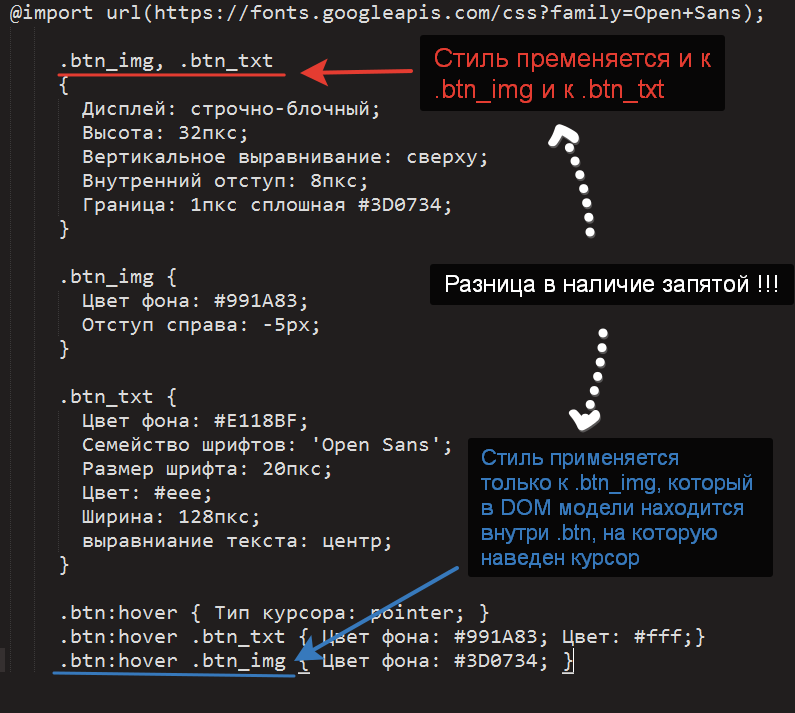 @import url(https://fonts.googleapis.com/css?family=Open+Sans);
.btn_img, .btn_txt
{
Дисплей: строчно-блочный;
Высота: 32пкс;
Вертикальное выравнивание: сверху;
Внутренний отступ: 8пкс;
Граница: 1пкс сплошная #3D0734;
}
Стиль пременяется и к
.btn_img и к .btn_txt
Разница в наличие запятой !!!
.btn_img {
Цвет фона: #991A83;
Отступ справа: -5px;
}
.btn_txt {
Цвет фона: #E118BF;
Семейство шрифтов: 'Open Sans';
Размер шрифта: 20пкс;
Цвет: #eee;
Ширина: 128пкс;
выравниание текста: центр;
}
Стиль применяется
только к .btn_img, который
в DOM модели находится
внутри .btn, на которую
наведен курсор
.btn:hover { Тип курсора: pointer; }
.btn:hover .btn_txt { Цвет фона: #991A83; Цвет: #fff;}
.btn:hover .btn_img { Цвет фона: #3D0734; }